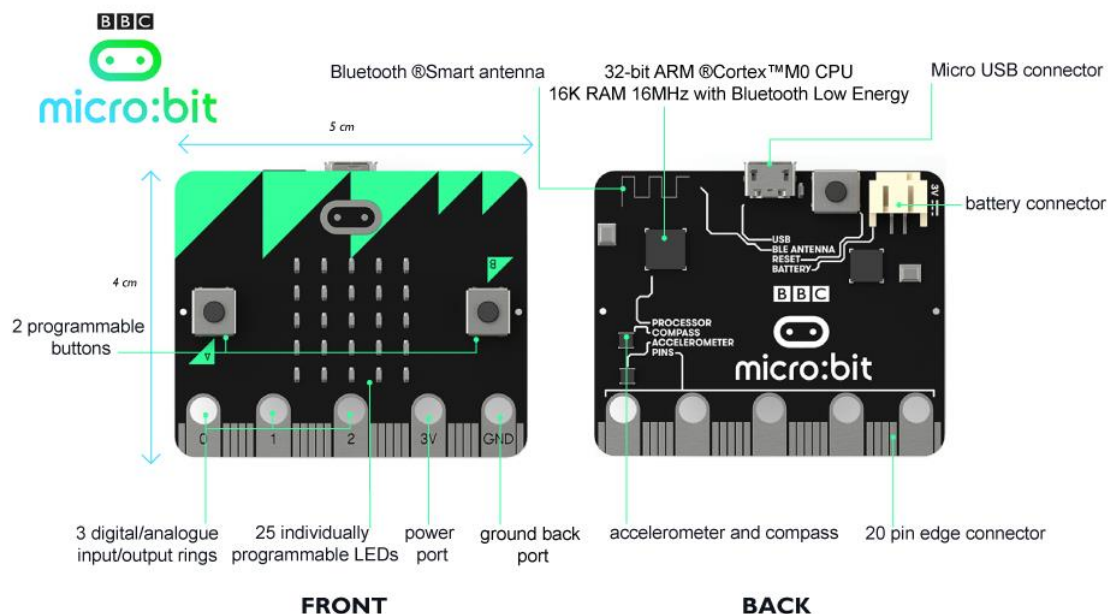 BBC
micro:bit
Bluetooth ®Smart antenna
32-bit ARM ®Cortex™M0 CPU
16K RAM 16MHz with Bluetooth Low Energy
Micro USB connector
5 cm
4 cm
B
A
2 programmable
buttons
0
1
2
3V
GND
3V
battery connector
USB
BLE ANTENNA
RESET
BATTERY
BBC
PROCESSOR
COMPASS
ACCELEROMETER
PINS
micro:bit
3 digital/analogue
input/output rings
25 individually
programmable LEDs
power
port
ground back
port
accelerometer and compass
20 pin edge connector
FRONT
BACK